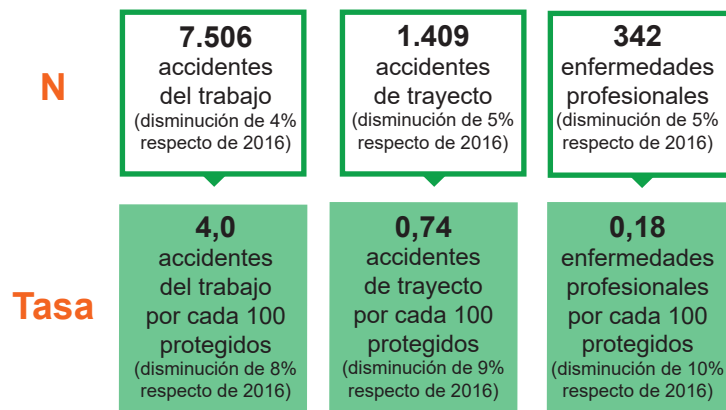 N
7.506
accidentes
del trabajo
(disminución de 4%
respecto de 2016)
1.409
accidentes
de trayecto
(disminución de 5%
respecto de 2016)
342
enfermedades
profesionales
(disminución de 5%
respecto de 2016)
Tasa
4,0
accidentes
del trabajo
por cada 100
protegidos
(disminución de 8%
respecto de 2016)
0,74
accidentes
de trayecto
por cada 100
protegidos
(disminución de 9%
respecto de 2016)
0,18
enfermedades
profesionales
por cada 100
protegidos
(disminución de 10%
respecto de 2016)